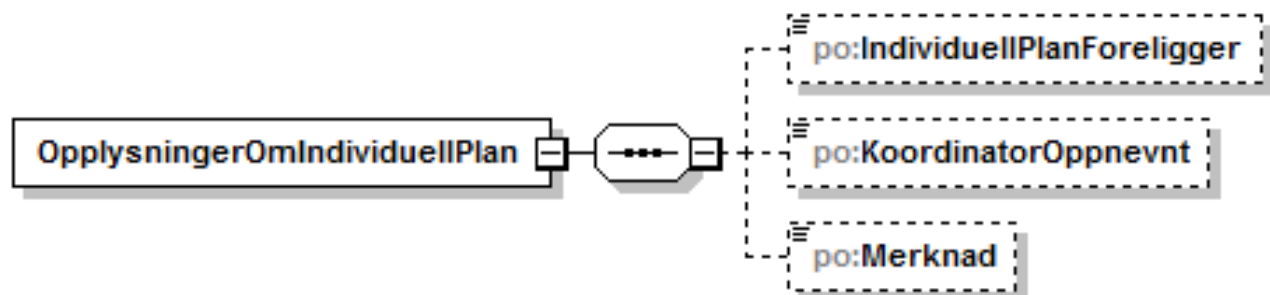 po:IndividuellPlanForeligger
OpplysningerOmIndividuellPlan
po:KoordinatorOppnevnt
po:Merknad